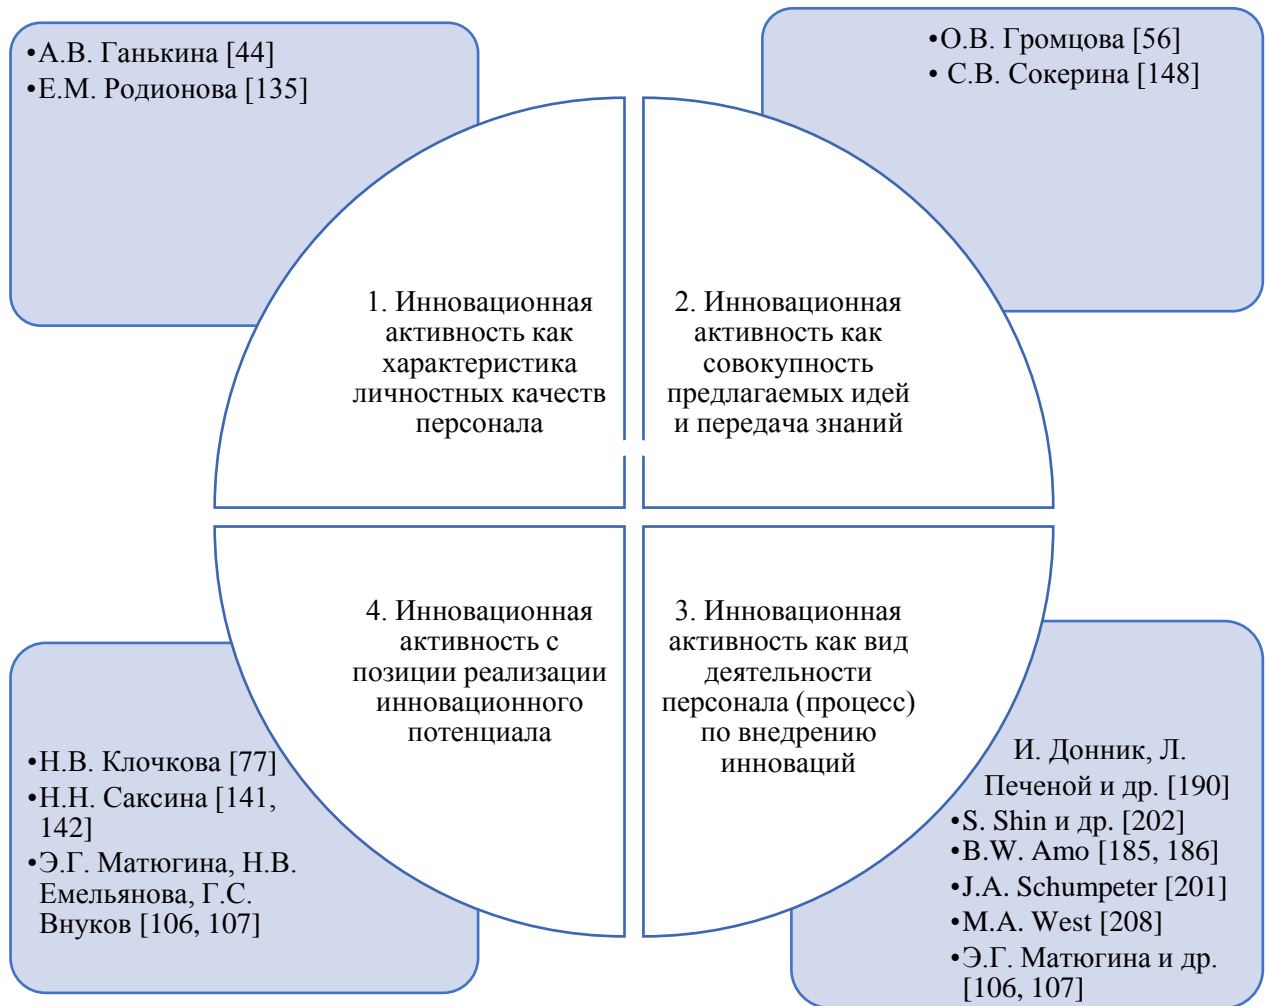 •А.В. Ганькина [44]
•Е.М. Родионова [135]
•О.В. Громцова [56]
• С.В. Сокерина [148]
1. Инновационная
активность как
характеристика
личностных качеств
персонала
2. Инновационная
активность как
совокупность
предлагаемых идей
и передача знаний
4. Инновационная
активность с
позиции реализации
инновационного
потенциала
3. Инновационная
активность как вид
деятельности
персонала (процесс)
по внедрению
инноваций
•Н.В. Клочкова [77]
•Н.Н. Саксина [141,
142]
•Э.Г. Матюгина, Н.В.
Емельянова, Г.С.
Внуков [106, 107]
И. Донник, Л.
Печеной и др. [190]
•S. Shin и др. [202]
•B.W. Amo [185, 186]
•J.A. Schumpeter [201]
•M.A. West [208]
•Э.Г. Матюгина и др.
[106, 107]